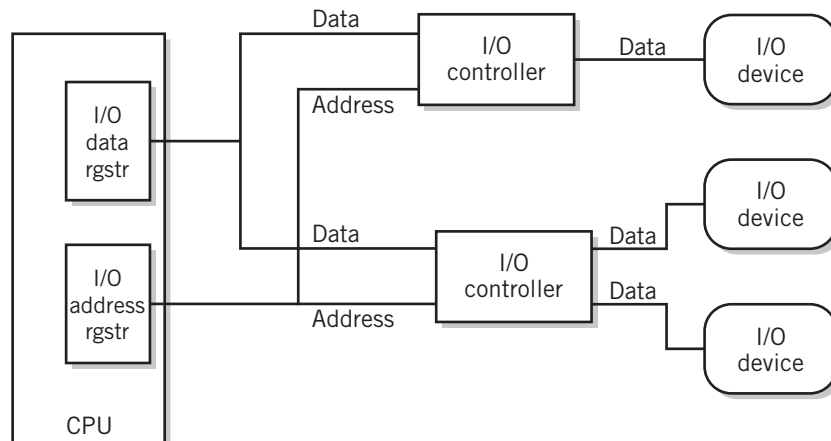 Data
I/O
controller
Data
I/O
device
I/O
data
rgstr
Address
I/O
device
Data
I/O
controller
Data
I/O
address
rgstr
Address
Data
I/O
device
CPU